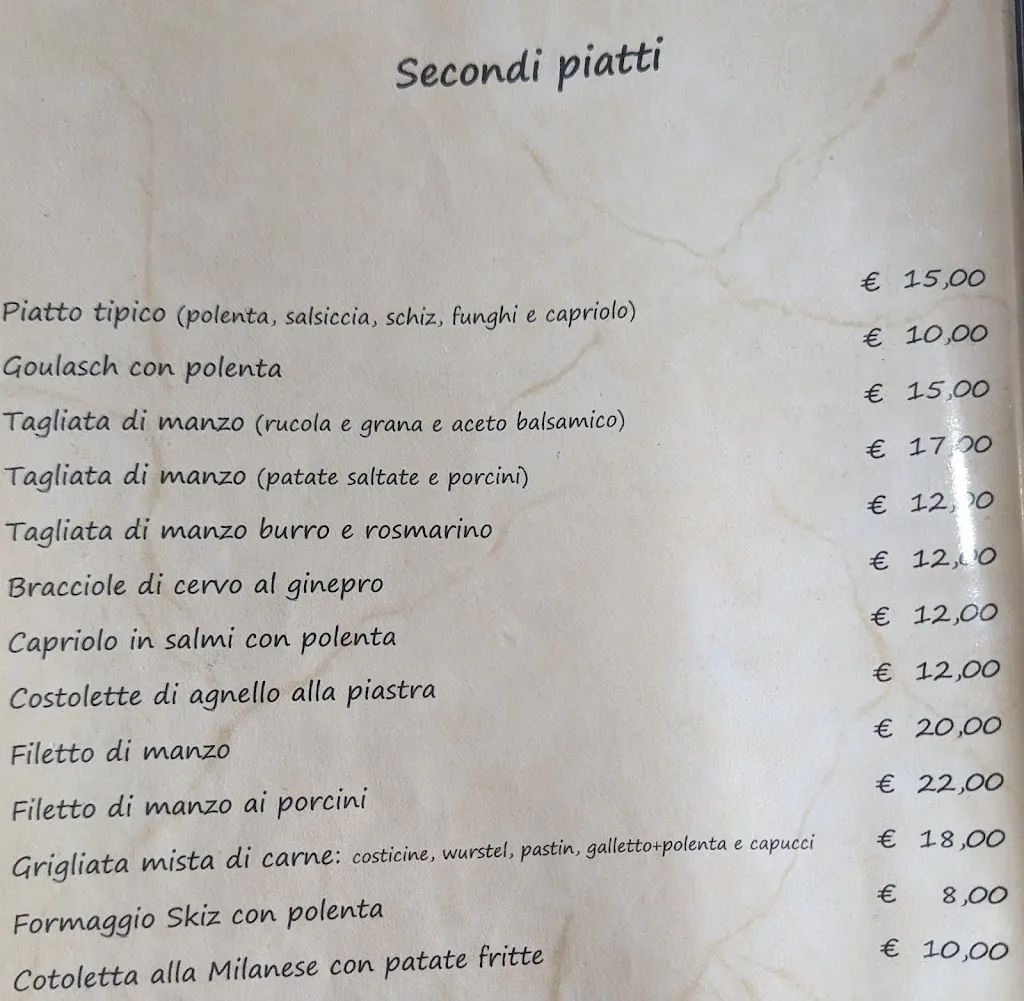 Secondi piatti
Piatto tipico (polenta, salsiccia, schiz, funghi e capriolo) € 15,00
Goulasch con polenta € 10,00
Tagliata di manzo (rucola e grana e aceto balsamico) € 15,00
Tagliata di manzo (patate saltate e porcini) € 17,00
Tagliata di manzo burro e rosmarino € 12,00
Bracciole di cervo al ginepro € 12,00
Capriolo in salmi con polenta € 12,00
Costolette di agnello alla piastra € 12,00
Filetto di manzo € 20,00
Filetto di manzo ai porcini € 22,00
Grigliata mista di carne: costicine, wurstel, pastin, galletto+polenta e capucci € 18,00
Formaggio Skiz con polenta € 8,00
Cotoletta alla Milanese con patate fritte € 10,00